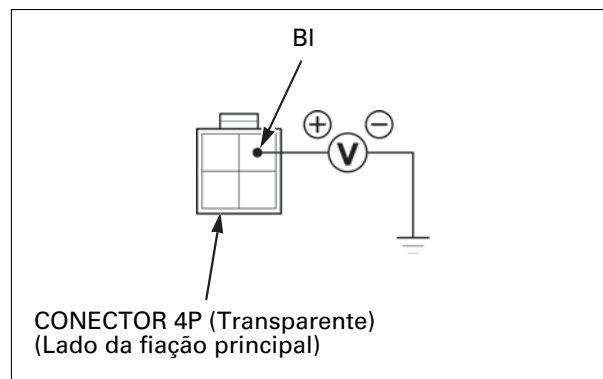 Bl
+ −
V
CONECTOR 4P (Transparente)
(Lado da fiação principal)